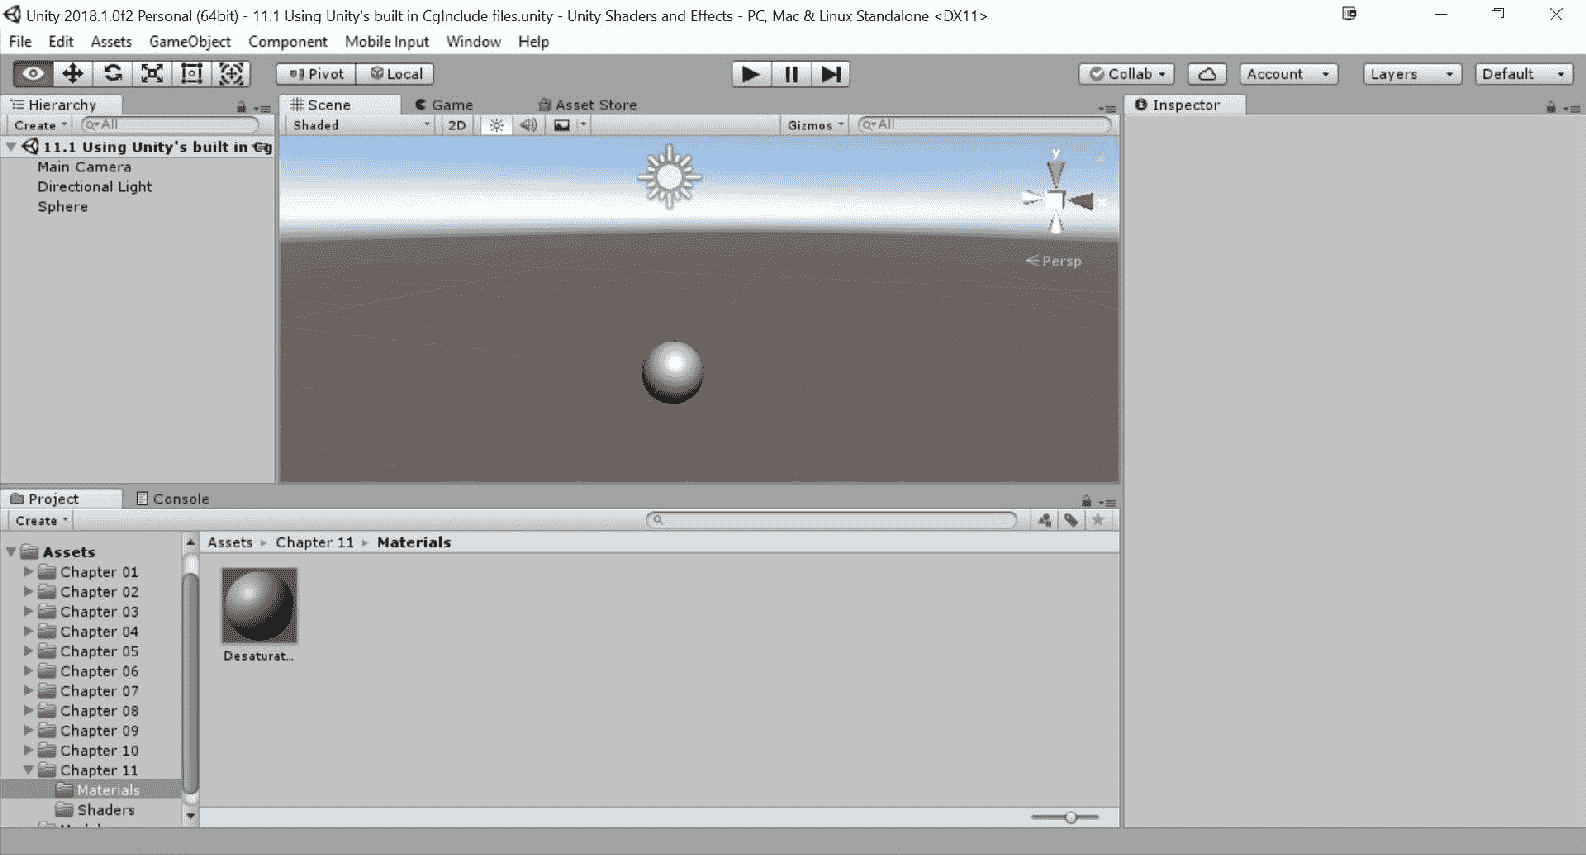 Unity 2018.1.0f2 Personal (64bit) - 11.1 Using Unity's built in CgInclude files.unity - Unity Shaders and Effects - PC, Mac & Linux Standalone <DX11>
File Edit Assets GameObject Component Mobile Input Window Help
Pivot Local Collab Account Layers Default
Hierarchy Scene Game Asset Store Inspector
Create All Shaded 2D Gizmos All
11.1 Using Unity's built in
Main Camera
Directional Light
Sphere
y
Persp
Project Console
Create
Assets Assets Chapter 11 Materials
Chapter 01
Chapter 02
Chapter 03
Chapter 04
Chapter 05
Desaturat...
Chapter 06
Chapter 07
Chapter 08
Chapter 09
Chapter 10
Chapter 11
Materials
Shaders